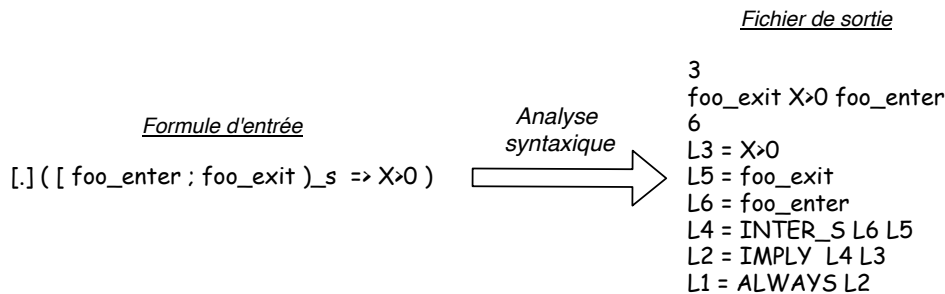 Formule d'entrée
[.] ( [ foo_enter ; foo_exit )_s => X>0 )
Analyse
syntaxique
Fichier de sortie
3
foo_exit X>0 foo_enter
6
L3 = X>0
L5 = foo_exit
L6 = foo_enter
L4 = INTER_S L6 L5
L2 = IMPLY L4 L3
L1 = ALWAYS L2